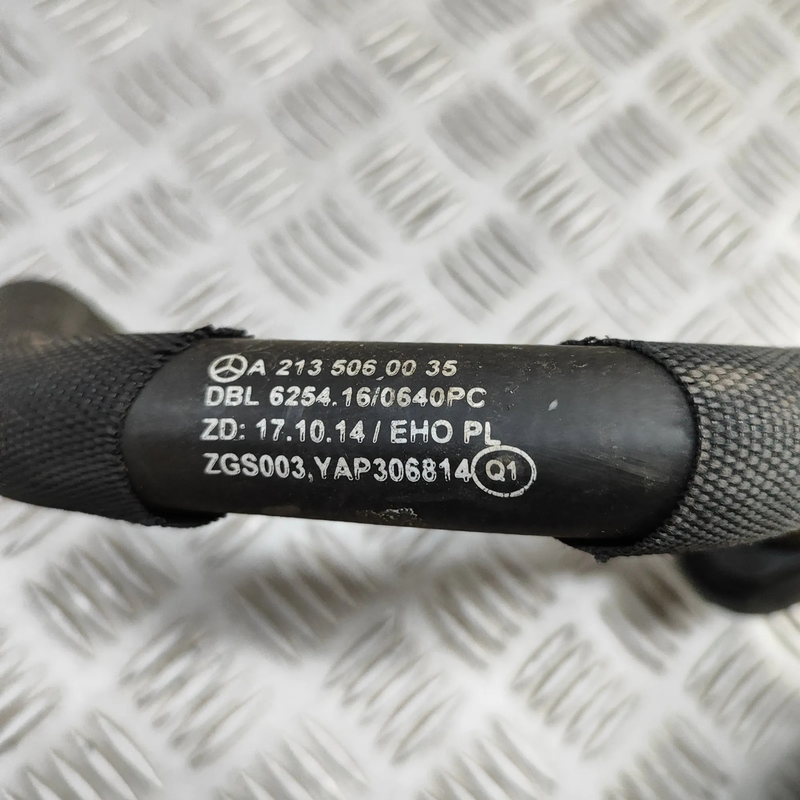 A 213 506 00 35
DBL 6254.16/0640PC
ZD: 17.10.14 / EHO PL
ZGS003,YAP306814 Q1